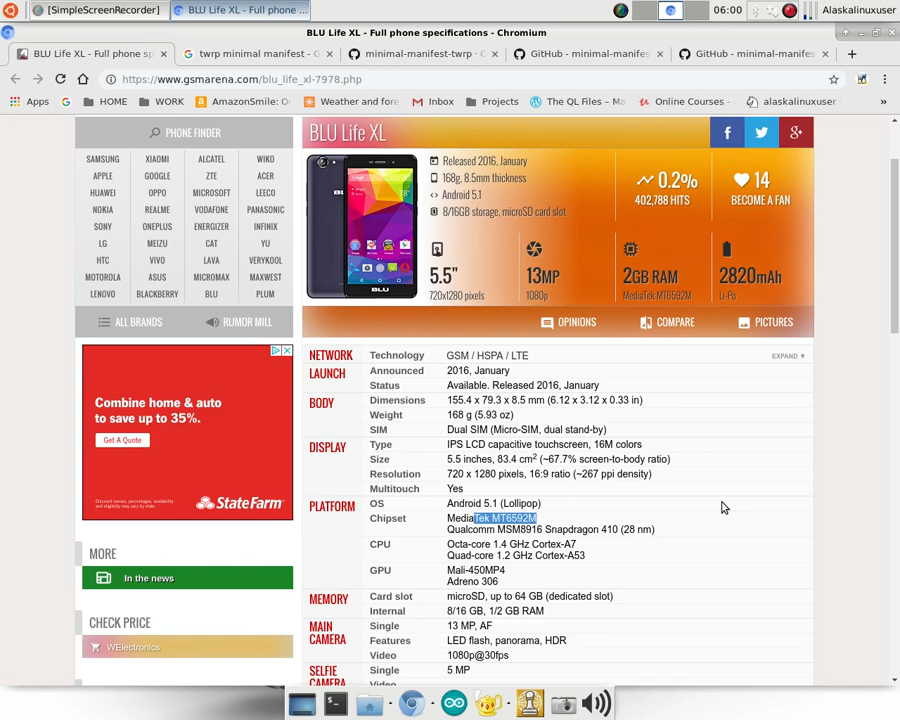 [SimpleScreenRecorder]
BLU Life XL - Full phone ...
06:00
Alaskalinuxuser
BLU Life XL - Full phone specifications - Chromium
BLU Life XL - Full phone sp
twrp minimal manifest - G
minimal-manifest-twrp · G
GitHub - minimal-manifes
GitHub - minimal-manifes
https://www.gsmarena.com/blu_life_xl-7978.php
Apps
HOME
WORK
AmazonSmile: O
Weather and fore
Inbox
Projects
The QL Files – Ma
Online Courses -
alaskalinuxuser
»
PHONE FINDER
SAMSUNG XIAOMI ALCATEL WIKO
APPLE GOOGLE ZTE ACER
HUAWEI OPPO MICROSOFT LEECO
NOKIA REALME VODAFONE PANASONIC
SONY ONEPLUS ENERGIZER INFINIX
LG MEIZU CAT YU
HTC VIVO LAVA VERYKOOL
MOTOROLA ASUS MICROMAX MAXWEST
LENOVO BLACKBERRY BLU PLUM
ALL BRANDS
RUMOR MILL
BLU Life XL
f
g+
Released 2016, January
168g, 8.5mm thickness
Android 5.1
8/16GB storage, microSD card slot
0.2%
402,788 HITS
14
BECOME A FAN
BLU
5.5"
720x1280 pixels
13MP
1080p
2GB RAM
MediaTek MT6592M
2820mAh
Li-Po
OPINIONS
COMPARE
PICTURES
Combine home & auto
to save up to 35%.
Get A Quote
Discount names, percentages, availability
and eligibility may vary by state.
StateFarm
MORE
In the news
CHECK PRICE
WElectronics
NETWORK Technology GSM / HSPA / LTE EXPAND ▼
LAUNCH Announced 2016, January
Status Available. Released 2016, January
BODY Dimensions 155.4 x 79.3 x 8.5 mm (6.12 x 3.12 x 0.33 in)
Weight 168 g (5.93 oz)
SIM Dual SIM (Micro-SIM, dual stand-by)
DISPLAY Type IPS LCD capacitive touchscreen, 16M colors
Size 5.5 inches, 83.4 cm2 (~67.7% screen-to-body ratio)
Resolution 720 x 1280 pixels, 16:9 ratio (~267 ppi density)
Multitouch Yes
PLATFORM OS Android 5.1 (Lollipop)
Chipset MediaTek MT6592M
Qualcomm MSM8916 Snapdragon 410 (28 nm)
CPU Octa-core 1.4 GHz Cortex-A7
Quad-core 1.2 GHz Cortex-A53
GPU Mali-450MP4
Adreno 306
MEMORY Card slot microSD, up to 64 GB (dedicated slot)
Internal 8/16 GB, 1/2 GB RAM
MAIN CAMERA Single 13 MP, AF
Features LED flash, panorama, HDR
Video 1080p@30fps
SELFIE CAMERA Single 5 MP
Video